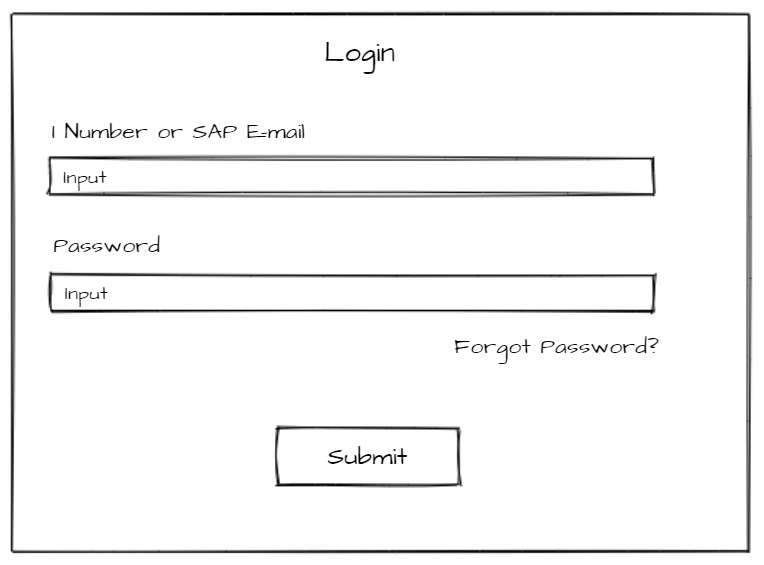 Login
I Number or SAP E-mail
Input
Password
Input
Forgot Password?
Submit